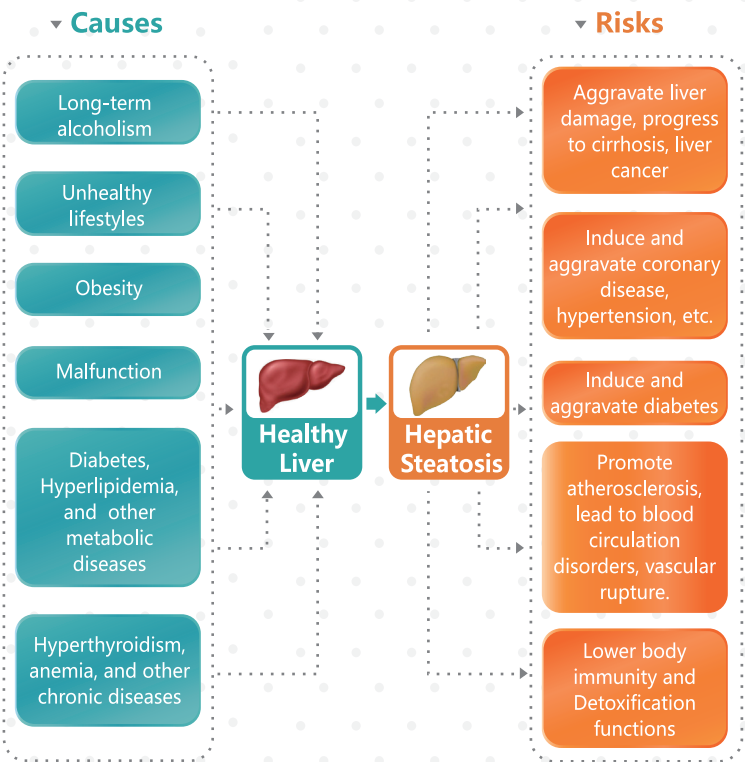 Causes
Long-term
alcoholism
Unhealthy
lifestyles
Obesity
Malfunction
Diabetes,
Hyperlipidemia,
and other
metabolic
diseases
Hyperthyroidism,
anemia, and other
chronic diseases
Healthy
Liver
Hepatic
Steatosis
Risks
Aggravate liver
damage, progress
to cirrhosis, liver
cancer
Induce and
aggravate coronary
disease,
hypertension, etc.
Induce and
aggravate diabetes
Promote
atherosclerosis,
lead to blood
circulation
disorders, vascular
rupture.
Lower body
immunity and
Detoxification
functions